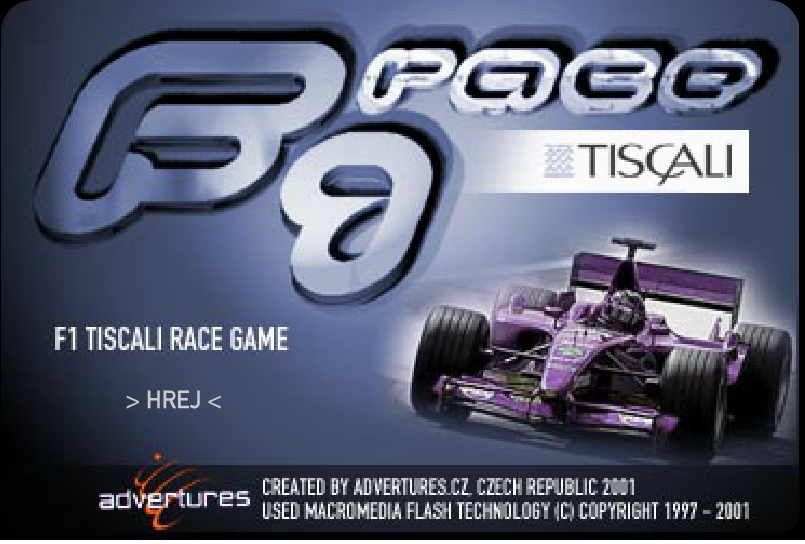 F1 race
TISCALI
F1 TISCALI RACE GAME
> HREJ <
advertures
CREATED BY ADVERTURES.CZ, CZECH REPUBLIC 2001
USED MACROMEDIA FLASH TECHNOLOGY (C) COPYRIGHT 1997 - 2001